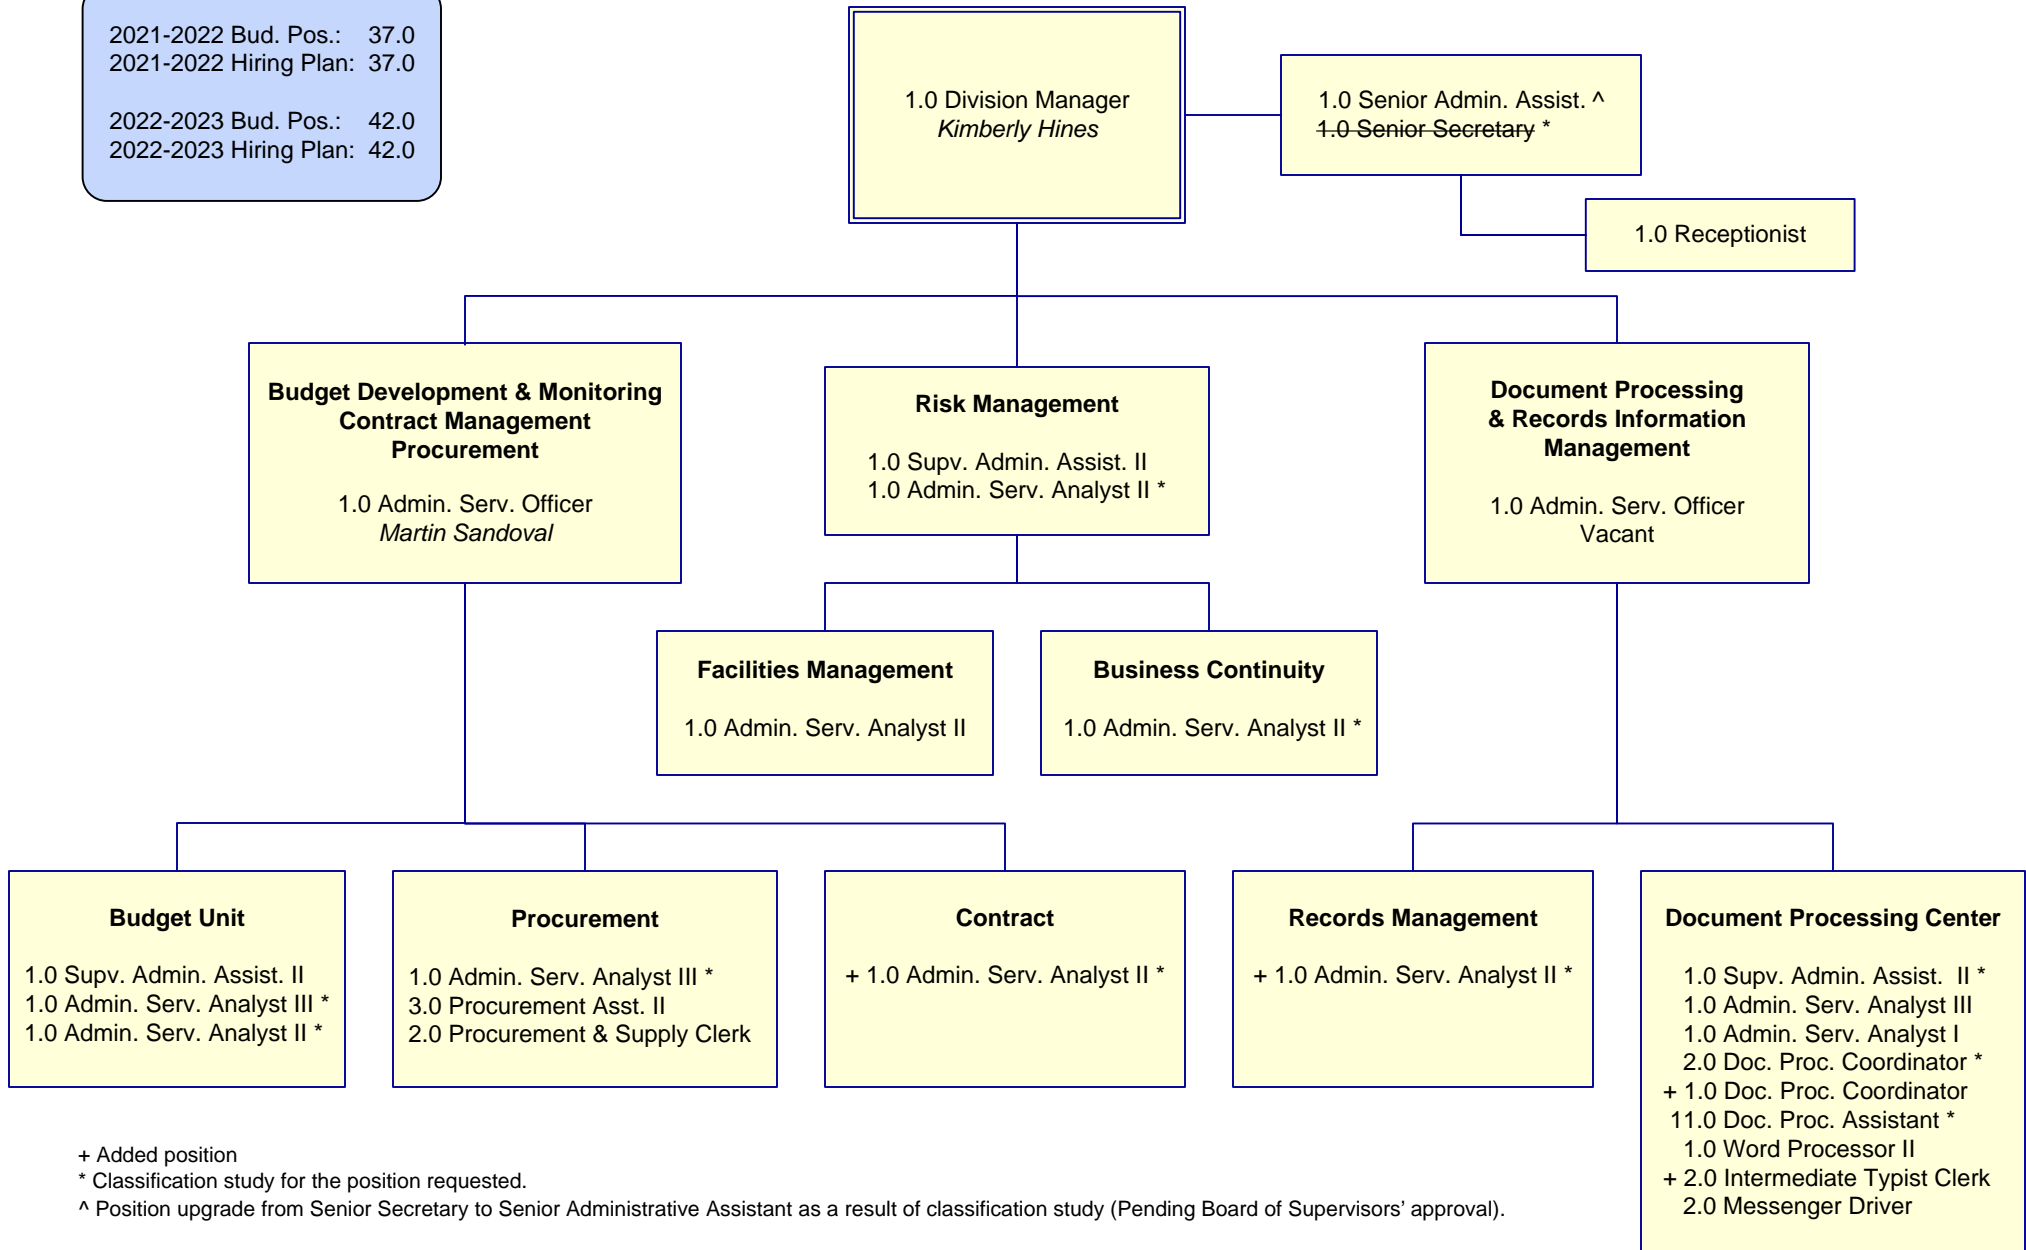 2021-2022 Bud. Pos.: 37.0
2021-2022 Hiring Plan: 37.0
2022-2023 Bud. Pos.: 42.0
2022-2023 Hiring Plan: 42.0
1.0 Division Manager
Kimberly Hines
1.0 Senior Admin. Assist. ^
1.0 Senior Secretary *
1.0 Receptionist
Budget Development & Monitoring
Contract Management
Procurement
1.0 Admin. Serv. Officer
Martin Sandoval
Risk Management
1.0 Supv. Admin. Assist. II
1.0 Admin. Serv. Analyst II *
Document Processing
& Records Information
Management
1.0 Admin. Serv. Officer
Vacant
Facilities Management
1.0 Admin. Serv. Analyst II
Business Continuity
1.0 Admin. Serv. Analyst II *
Budget Unit
1.0 Supv. Admin. Assist. II
1.0 Admin. Serv. Analyst III *
1.0 Admin. Serv. Analyst II *
Procurement
1.0 Admin. Serv. Analyst III *
3.0 Procurement Asst. II
2.0 Procurement & Supply Clerk
Contract
+ 1.0 Admin. Serv. Analyst II *
Records Management
+ 1.0 Admin. Serv. Analyst II *
Document Processing Center
1.0 Supv. Admin. Assist. II *
1.0 Admin. Serv. Analyst III
1.0 Admin. Serv. Analyst I
2.0 Doc. Proc. Coordinator *
+ 1.0 Doc. Proc. Coordinator
11.0 Doc. Proc. Assistant *
1.0 Word Processor II
+ 2.0 Intermediate Typist Clerk
2.0 Messenger Driver
+ Added position
* Classification study for the position requested.
^ Position upgrade from Senior Secretary to Senior Administrative Assistant as a result of classification study (Pending Board of Supervisors’ approval).